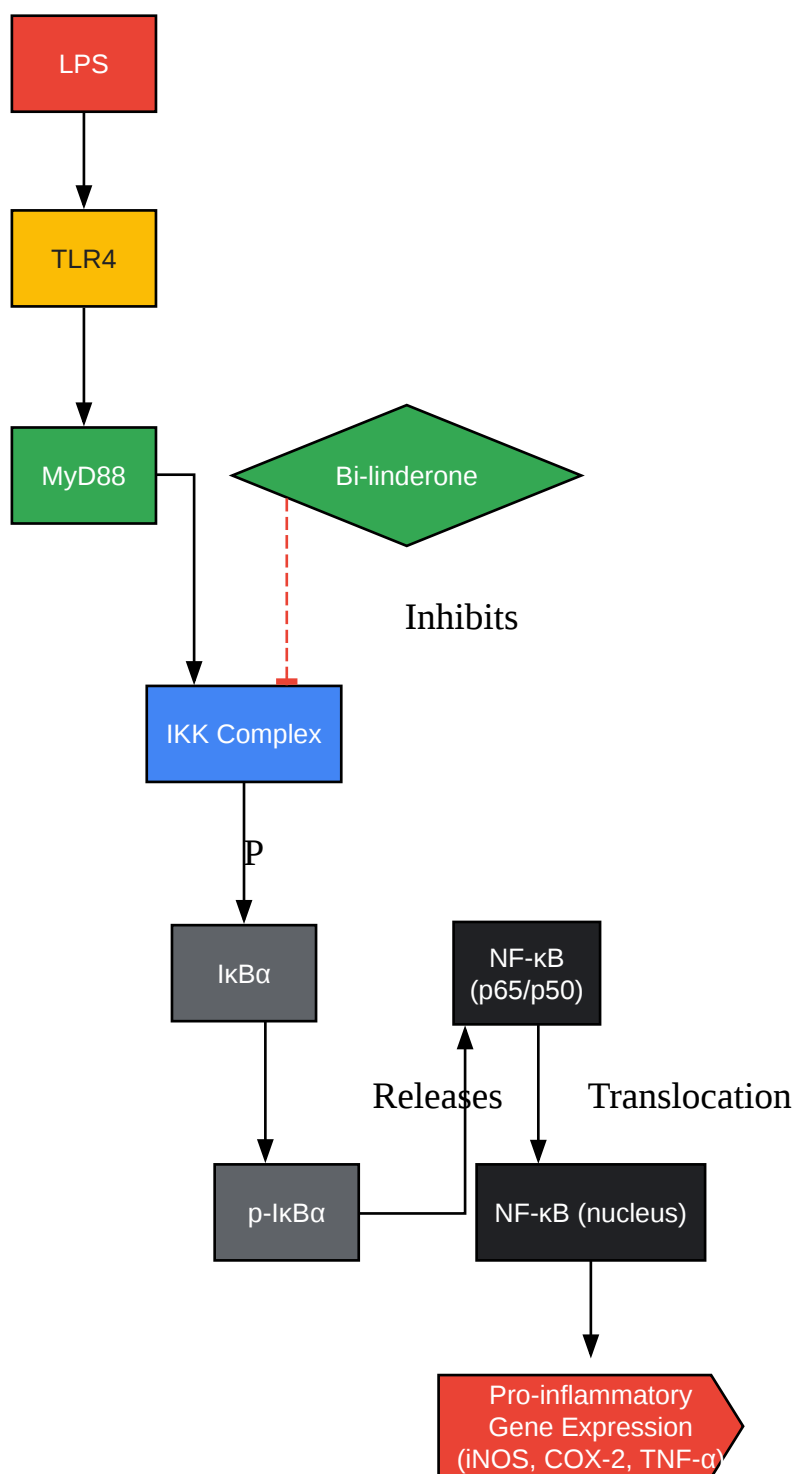 LPS
TLR4
MyD88
Bi-linderone
Inhibits
IKK Complex
P
IκBα
NF-κB
(p65/p50)
Releases
Translocation
p-IκBα
NF-κB (nucleus)
Pro-inflammatory
Gene Expression
(iNOS, COX-2, TNF-α)